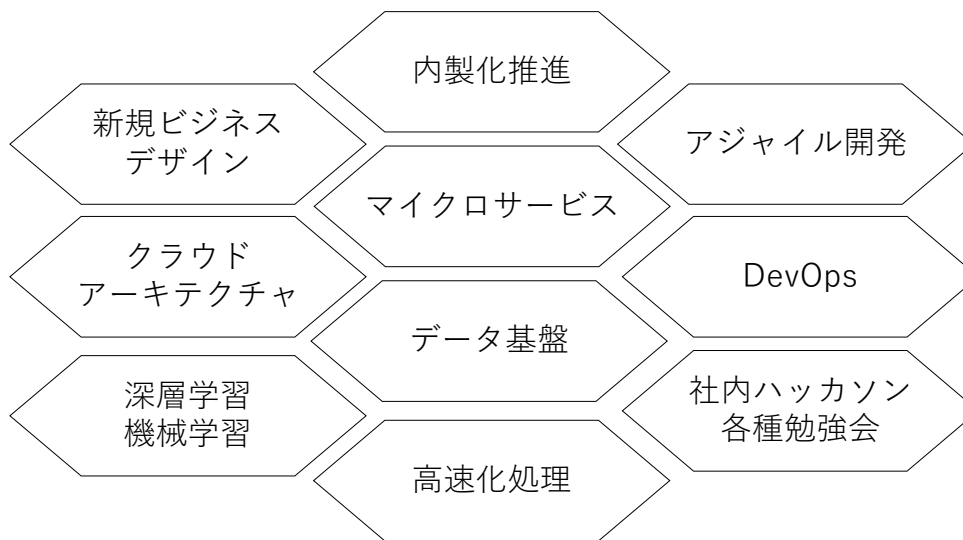 内製化推進
新規ビジネス
デザイン
アジャイル開発
マイクロサービス
クラウド
アーキテクチャ
DevOps
データ基盤
深層学習
機械学習
社内ハッカソン
各種勉強会
高速化処理